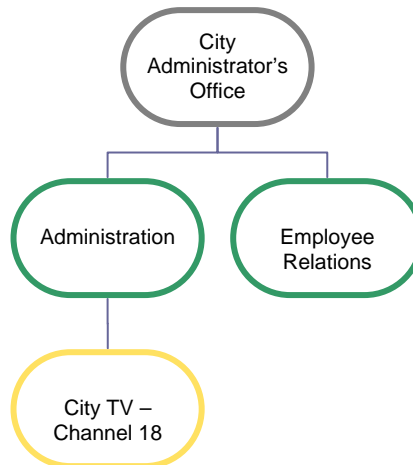 City
Administrator's
Office
Administration
Employee
Relations
City TV –
Channel 18